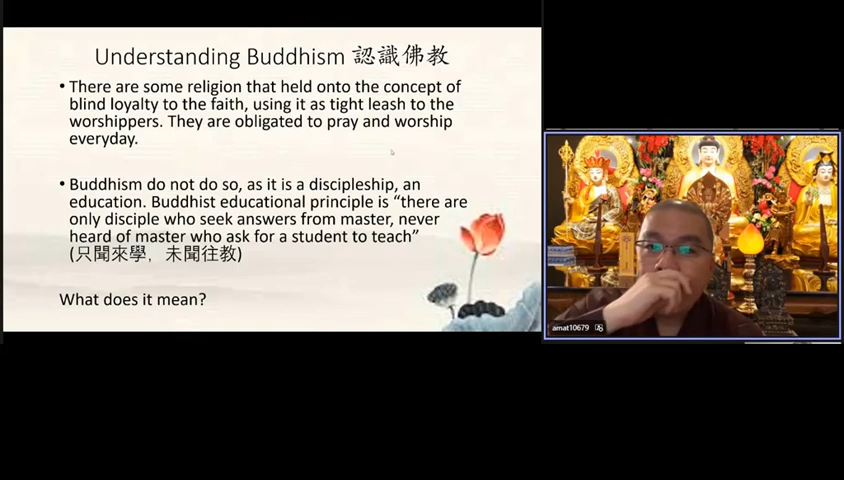 Understanding Buddhism 認識佛教
• There are some religion that held onto the concept of
blind loyalty to the faith, using it as tight leash to the
worshippers. They are obligated to pray and worship
everyday.
• Buddhism do not do so, as it is a discipleship, an
education. Buddhist educational principle is “there are
only disciple who seek answers from master, never
heard of master who ask for a student to teach”
(只聞來學，未聞往教)
What does it mean?
amat10679